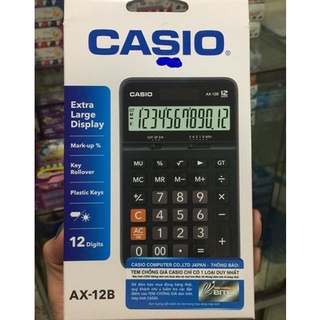 CASIO®
Extra
Large
Display
Mark-up %
Key
Rollover
Plastic Keys
12 Digits
AX-12B
CASIO
AX-12B
123456789012
MU % √ ▶ GT
MC MR M- M+ ÷
+/- 7 8 9 ×
C 4 5 6 -
AC 1 2 3
0 00 . =
CASIO COMPUTER CO.,LTD JAPAN - THÔNG BÁO:
TEM CHỐNG GIẢ CASIO CHỈ CÓ 1 LOẠI DUY NHẤT
BITEX